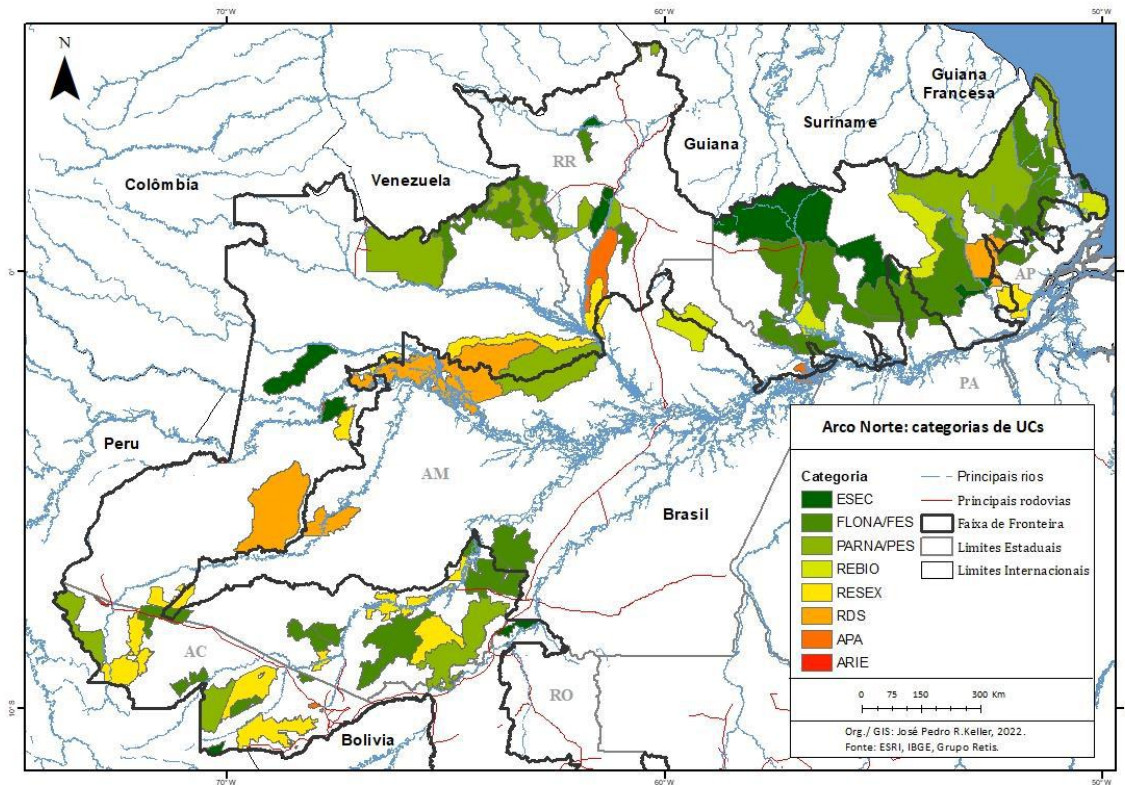 70°W
60°W
50°W
N
Guiana
Francesa
Suriname
Guiana
RR
Venezuela
Colômbia
0°
AP
PA
Peru
AM
Brasil
AC
RO
10°S
Bolivia
Arco Norte: categorias de UCs
Categoria
ESEC
FLONA/FES
PARNA/PES
REBIO
RESEX
RDS
APA
ARIE
Principais rios
Principais rodovias
Faixa de Fronteira
Limites Estaduais
Limites Internacionais
0 75 150 300 Km
Org./ GIS: José Pedro R.Keller, 2022.
Fonte: ESRI, IBGE, Grupo Retis.
70°W
60°W
50°W